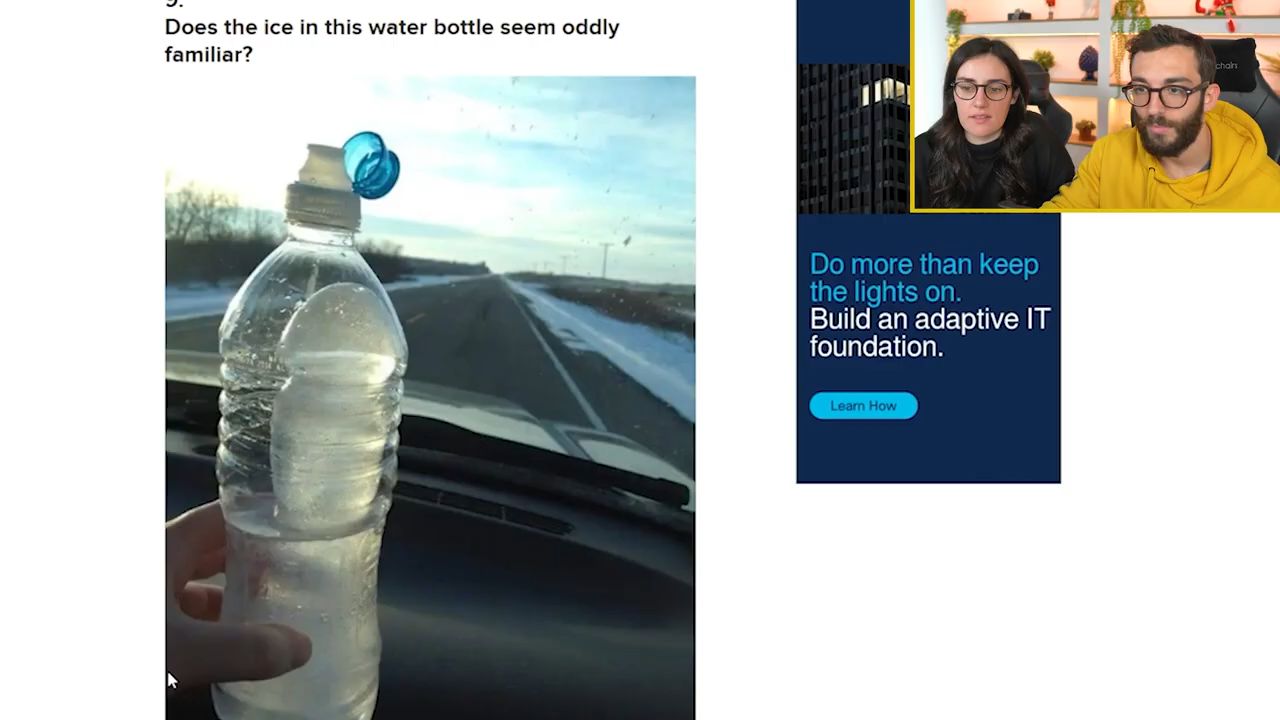 9.
Does the ice in this water bottle seem oddly
familiar?
Do more than keep
the lights on.
Build an adaptive IT
foundation.
Learn How